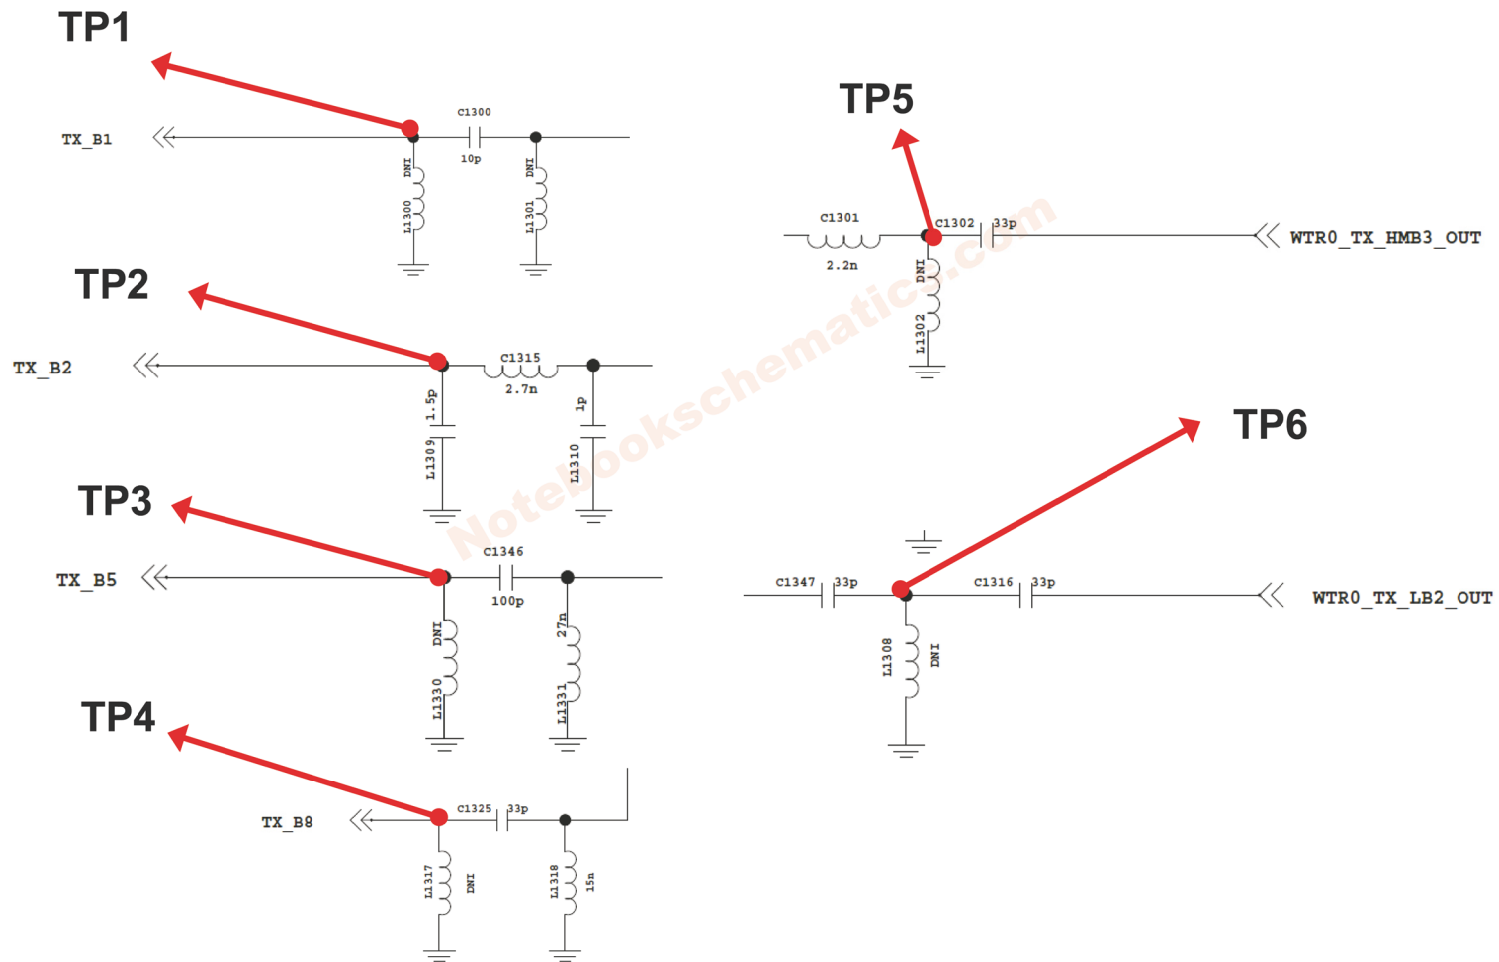 TP1
C1300
TX_B1
10p
DNI
L1300
DNI
L1301
TP2
TX_B2
C1315
2.7n
1.5p
L1309
1p
L1310
TP3
C1346
TX_B5
100p
DNI
L1330
27n
L1331
TP4
TX_B8
C1325 33p
L1317
DNI
L1318
15n
TP5
C1301
2.2n
C1302 33p
WTR0_TX_HMB3_OUT
DNI
L1302
TP6
C1347 33p
C1316 33p
WTR0_TX_LB2_OUT
L1308
DNI
Notebookschematics.com